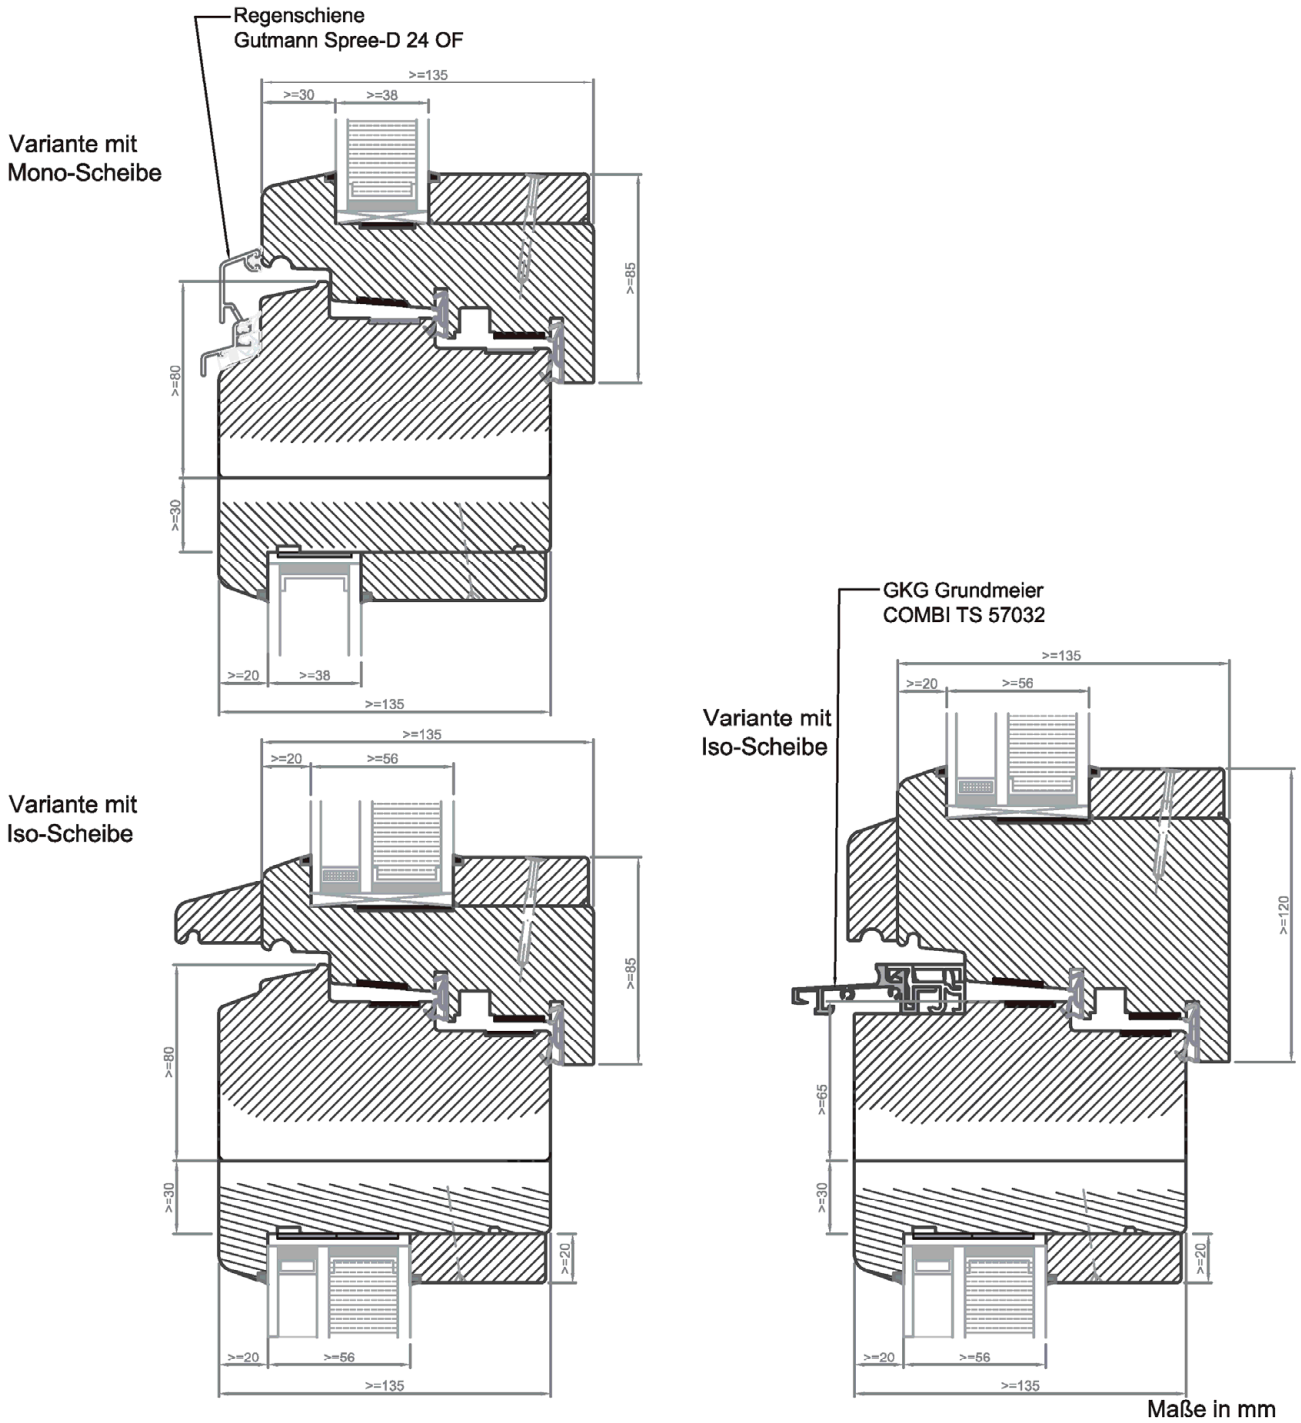 Regenschiene
Gutmann Spree-D 24 OF
>=135
>=30
>=38
Variante mit
Mono-Scheibe
>=85
>=80
>=30
>=20
>=38
>=135
>=135
>=20
>=56
Variante mit
Iso-Scheibe
>=85
>=80
>=30
>=20
>=20
>=56
>=135
GKG Grundmeier
COMBI TS 57032
>=135
>=20
>=56
Variante mit
Iso-Scheibe
>=120
>=65
>=30
>=20
>=20
>=56
>=135
Maße in mm